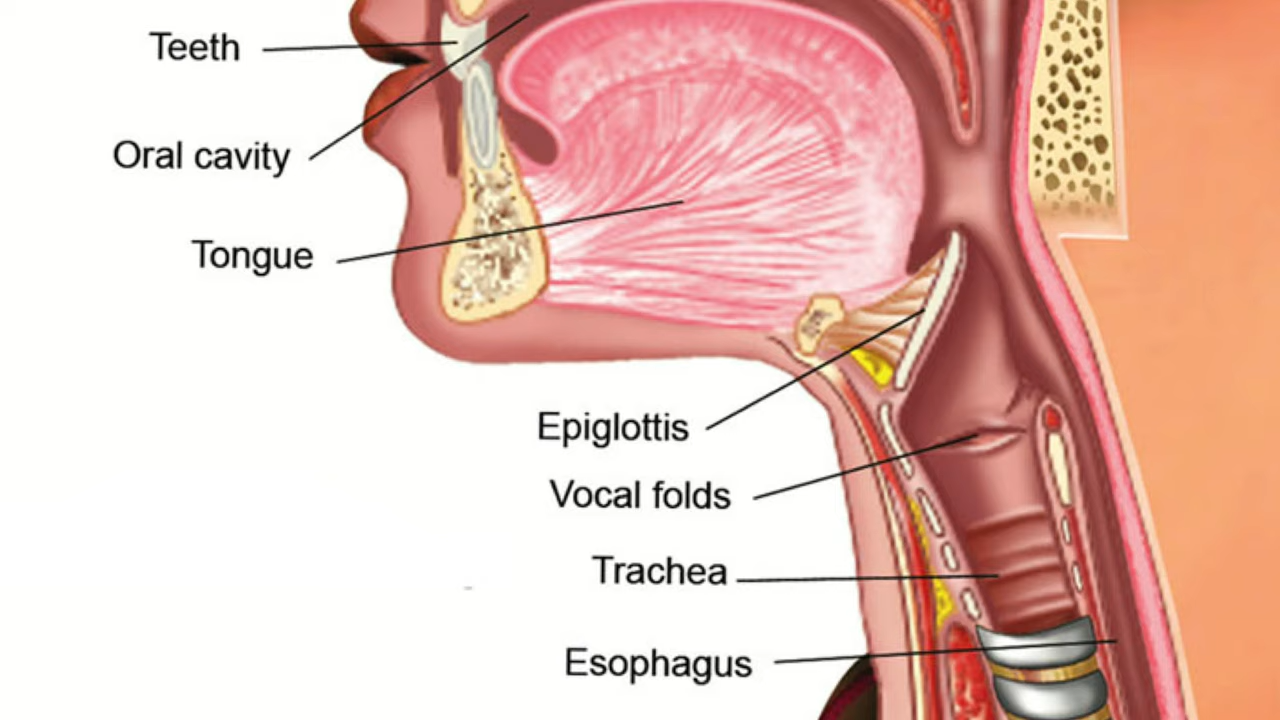 Teeth
Oral cavity
Tongue
Epiglottis
Vocal folds
Trachea
Esophagus